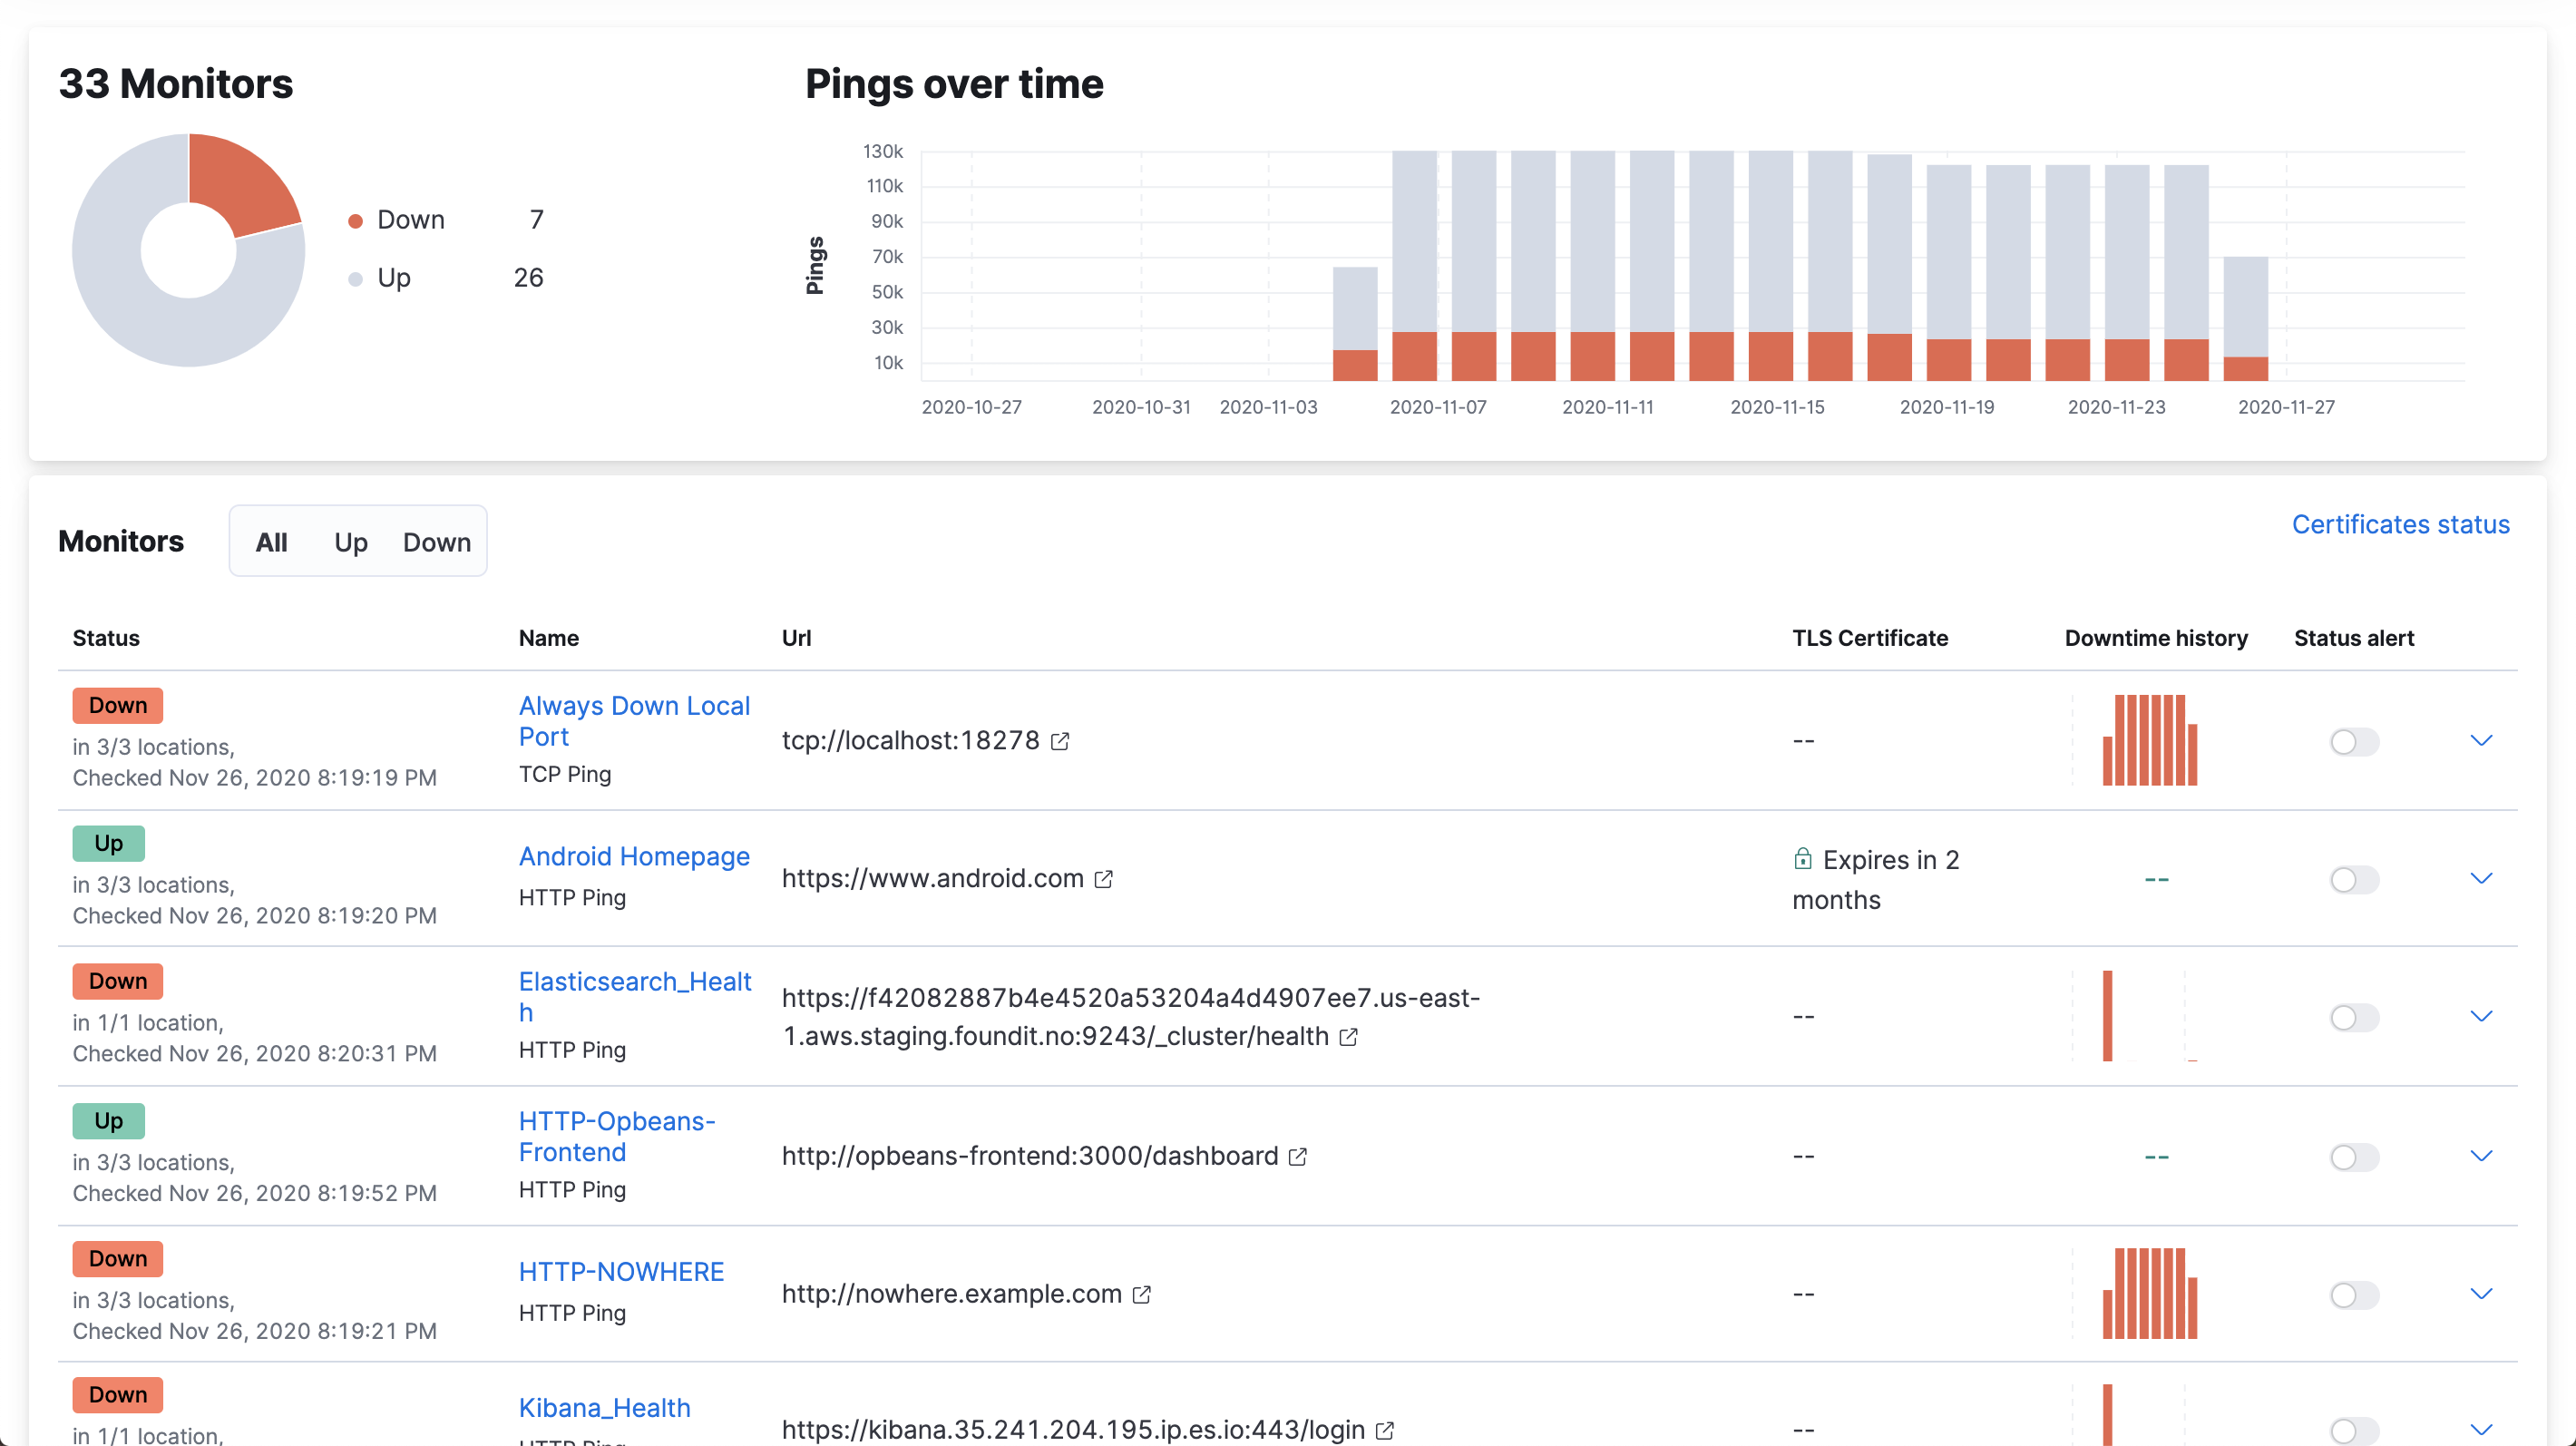 33 Monitors
Down 7
Up 26
Pings over time
Pings
130k
110k
90k
70k
50k
30k
10k
2020-10-27 2020-10-31 2020-11-03 2020-11-07 2020-11-11 2020-11-15 2020-11-19 2020-11-23 2020-11-27
Monitors All Up Down Certificates status
Status Name Url TLS Certificate Downtime history Status alert
Down
in 3/3 locations,
Checked Nov 26, 2020 8:19:19 PM
Always Down Local
Port
TCP Ping
tcp://localhost:18278
--
Up
in 3/3 locations,
Checked Nov 26, 2020 8:19:20 PM
Android Homepage
HTTP Ping
https://www.android.com
Expires in 2
months
--
Down
in 1/1 location,
Checked Nov 26, 2020 8:20:31 PM
Elasticsearch_Healt
h
HTTP Ping
https://f42082887b4e4520a53204a4d4907ee7.us-east-
1.aws.staging.foundit.no:9243/_cluster/health
--
Up
in 3/3 locations,
Checked Nov 26, 2020 8:19:52 PM
HTTP-Opbeans-
Frontend
HTTP Ping
http://opbeans-frontend:3000/dashboard
--
--
Down
in 3/3 locations,
Checked Nov 26, 2020 8:19:21 PM
HTTP-NOWHERE
HTTP Ping
http://nowhere.example.com
--
Down
in 1/1 location,
Kibana_Health
HTTP Ping
https://kibana.35.241.204.195.ip.es.io:443/login
--